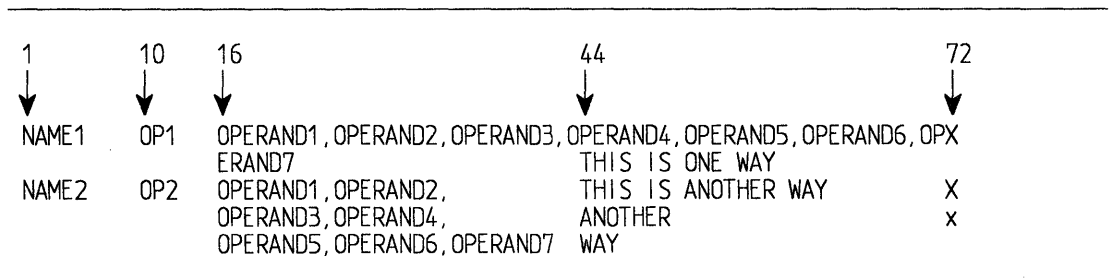 1 10 16 44 72
NAME1 OP1 OPERAND1,OPERAND2,OPERAND3,OPERAND4,OPERAND5,OPERAND6,OPX
ERAND7 THIS IS ONE WAY
NAME2 OP2 OPERAND1,OPERAND2, THIS IS ANOTHER WAY X
OPERAND3,OPERAND4, ANOTHER x
OPERAND5,OPERAND6,OPERAND7 WAY